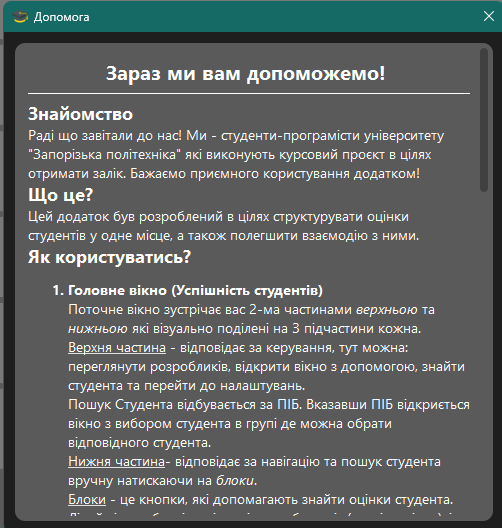 Допомога
Зараз ми вам допоможемо!
Знайомство
Раді що завітали до нас! Ми - студенти-програмісти університету
"Запорізька політехніка" які виконують курсовий проєкт в цілях
отримати залік. Бажаємо приємного користування додатком!
Що це?
Цей додаток був розроблений в цілях структурувати оцінки
студентів у одне місце, а також полегшити взаємодію з ними.
Як користуватись?
1. Головне вікно (Успішність студентів)
Поточне вікно зустрічає вас 2-ма частинами верхньою та
нижньою які візуально поділені на 3 підчастини кожна.
Верхня частина - відповідає за керування, тут можна:
переглянути розробликів, відкрити вікно з допомогою, знайти
студента та перейти до налаштувань.
Пошук Студента відбувається за ПІБ. Вказавши ПІБ відкриється
вікно з вибором студента в групі де можна обрати
відповідного студента.
Нижня частина- відповідає за навігацію та пошук студента
вручну натискаючи на блоки.
Блоки - це кнопки, які допомагають знайти оцінки студента.